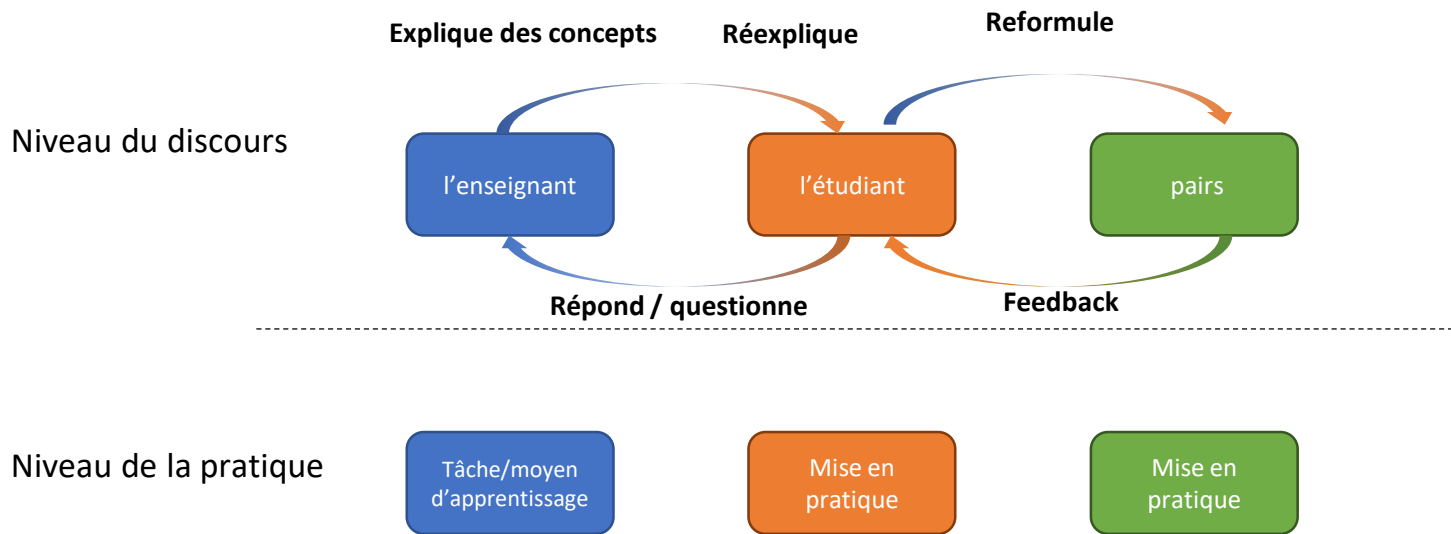 Explique des concepts
Réexplique
Reformule
Niveau du discours
l’enseignant
l’étudiant
pairs
Répond / questionne
Feedback
Niveau de la pratique
Tâche/moyen
d’apprentissage
Mise en
pratique
Mise en
pratique